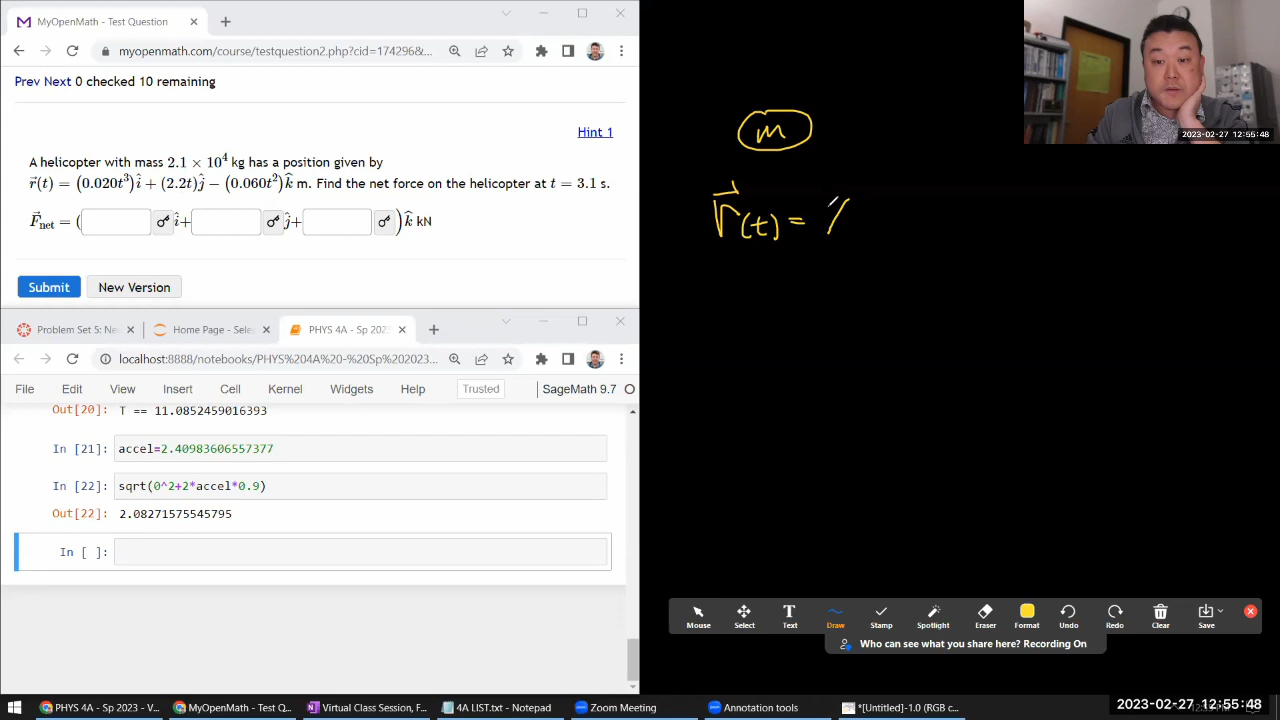 MyOpenMath - Test Question
myopenmath.com/course/testquestion2.php?cid=174296&...
Prev Next 0 checked 10 remaining
Hint 1
A helicopter with mass 2.1 × 10⁴ kg has a position given by
r⃗(t) = (0.020t³)î + (2.2t)ĵ − (0.060t²)k̂ m. Find the net force on the helicopter at t = 3.1 s.
F⃗net = ( î+ ĵ+ )k̂ kN
Submit New Version
Problem Set 5: Ne Home Page - Sele PHYS 4A - Sp 202
localhost:8888/notebooks/PHYS%204A%20-%20Sp%202023...
File Edit View Insert Cell Kernel Widgets Help Trusted SageMath 9.7
Out[20]: T == 11.0852459016393
In [21] accel=2.40983606557377
In [22] sqrt(0^2+2*accel*0.9)
Out[22]: 2.08271575545795
In [ ]:
m
r⃗(t) =
2023-02-27 12:55:48
Mouse Select Text Draw Stamp Spotlight Eraser Format Undo Redo Clear Save
Who can see what you share here? Recording On
PHYS 4A - Sp 2023 - V... MyOpenMath - Test Qu... Virtual Class Session, F... 4A LIST.txt - Notepad Zoom Meeting Annotation tools *[Untitled]-1.0 (RGB c... 2023-02-27 12:55:48